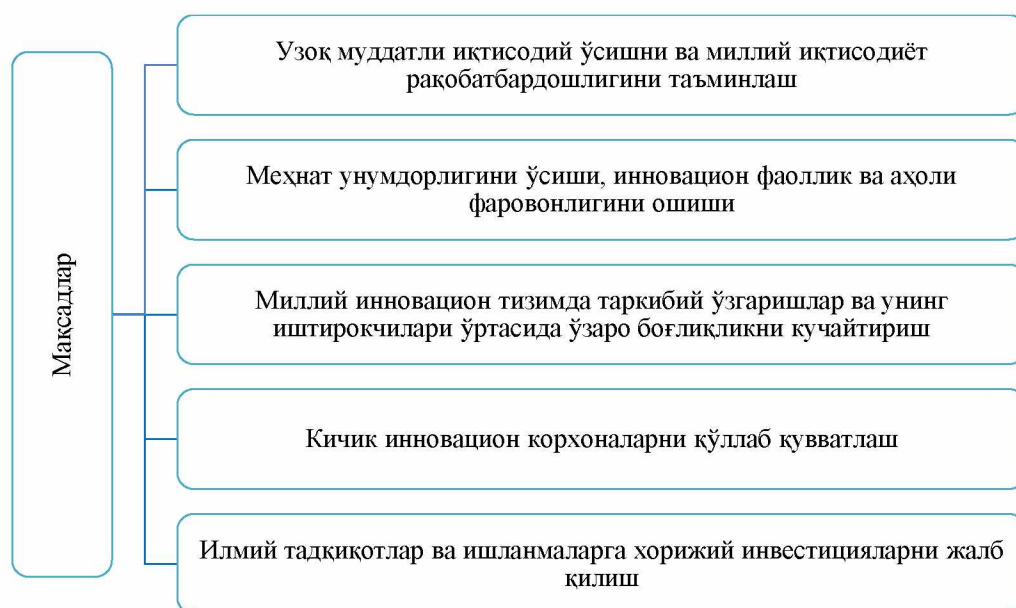 Мақсадлар
Узоқ муддатли иқтисодий ўсишни ва миллий иқтисодиёт
рақобатбардошлигини таъминлаш
Меҳнат унумдорлигини ўсиши, инновацион фаоллик ва аҳоли
фаровонлигини ошиши
Миллий инновацион тизимда таркибий ўзгаришлар ва унинг
иштирокчилари ўртасида ўзаро боғлиқликни кучайтириш
Кичик инновацион корхоналарни қўллаб қувватлаш
Илмий тадқиқотлар ва ишланмаларга хорижий инвестицияларни жалб
қилиш